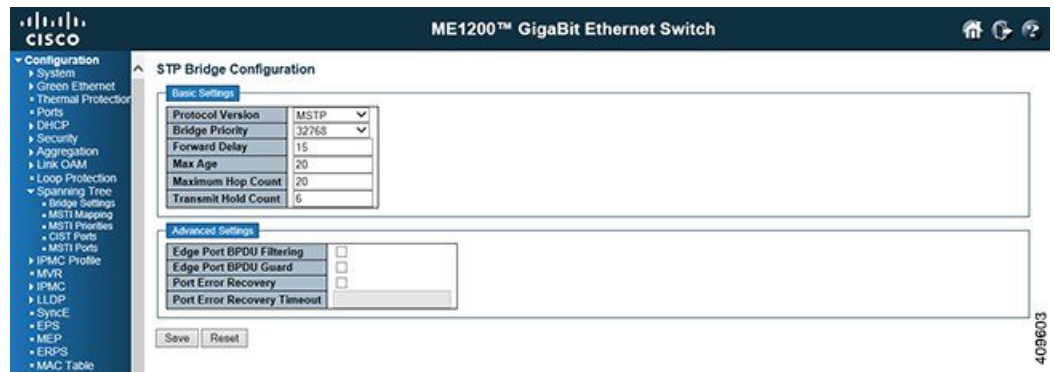 CISCO
ME1200™ GigaBit Ethernet Switch
Configuration
System
Green Ethernet
Thermal Protection
Ports
DHCP
Security
Aggregation
Link OAM
Loop Protection
Spanning Tree
Bridge Settings
MSTI Mapping
MSTI Priorities
CIST Ports
MSTI Ports
IPMC Profile
MVR
IPMC
LLDP
SyncE
EPS
MEP
ERPS
MAC Table
STP Bridge Configuration
Basic Settings
Protocol Version MSTP
Bridge Priority 32768
Forward Delay 15
Max Age 20
Maximum Hop Count 20
Transmit Hold Count 6
Advanced Settings
Edge Port BPDU Filtering
Edge Port BPDU Guard
Port Error Recovery
Port Error Recovery Timeout
Save Reset
409603